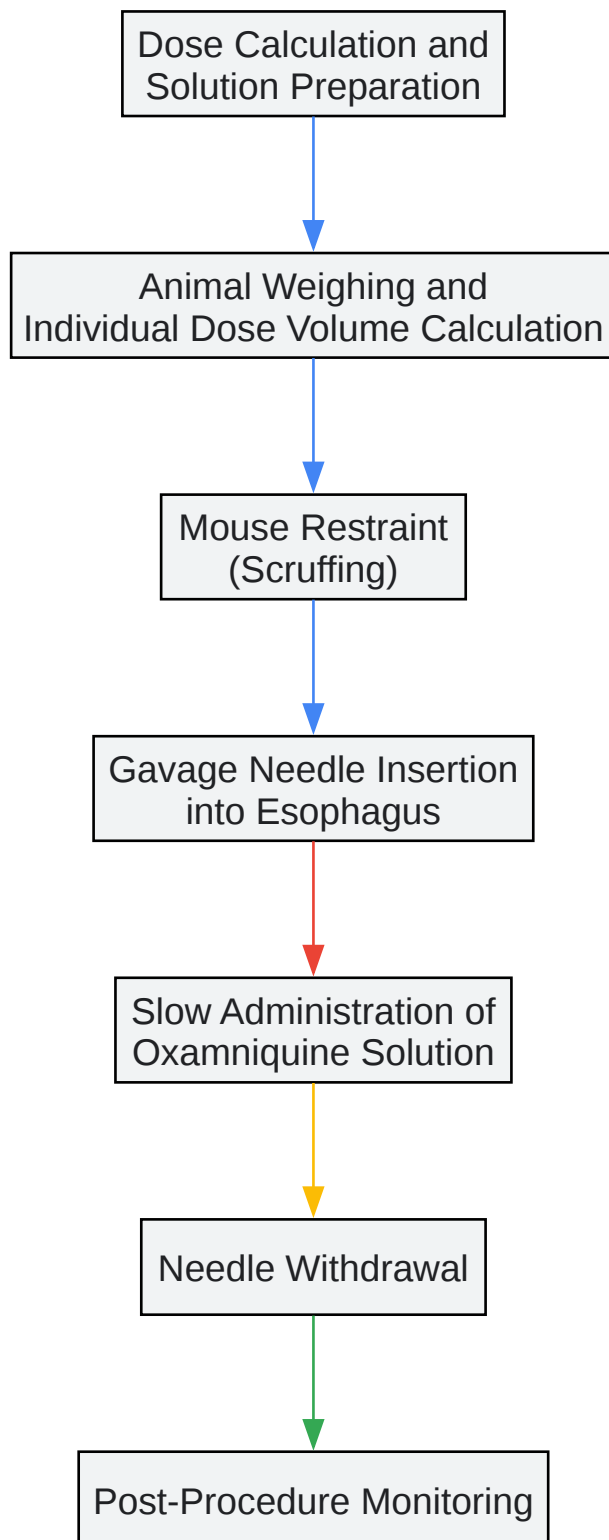 Dose Calculation and
Solution Preparation
Animal Weighing and
Individual Dose Volume Calculation
Mouse Restraint
(Scruffing)
Gavage Needle Insertion
into Esophagus
Slow Administration of
Oxamniquine Solution
Needle Withdrawal
Post-Procedure Monitoring